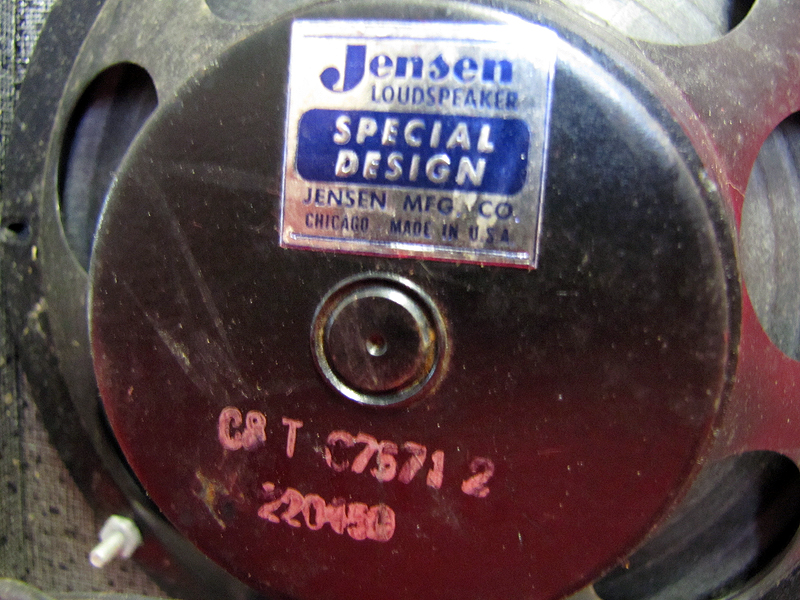 Jensen
LOUDSPEAKER
SPECIAL
DESIGN
JENSEN MFG. CO.
CHICAGO MADE IN U.S.A.
C8 T C7571 2
220450